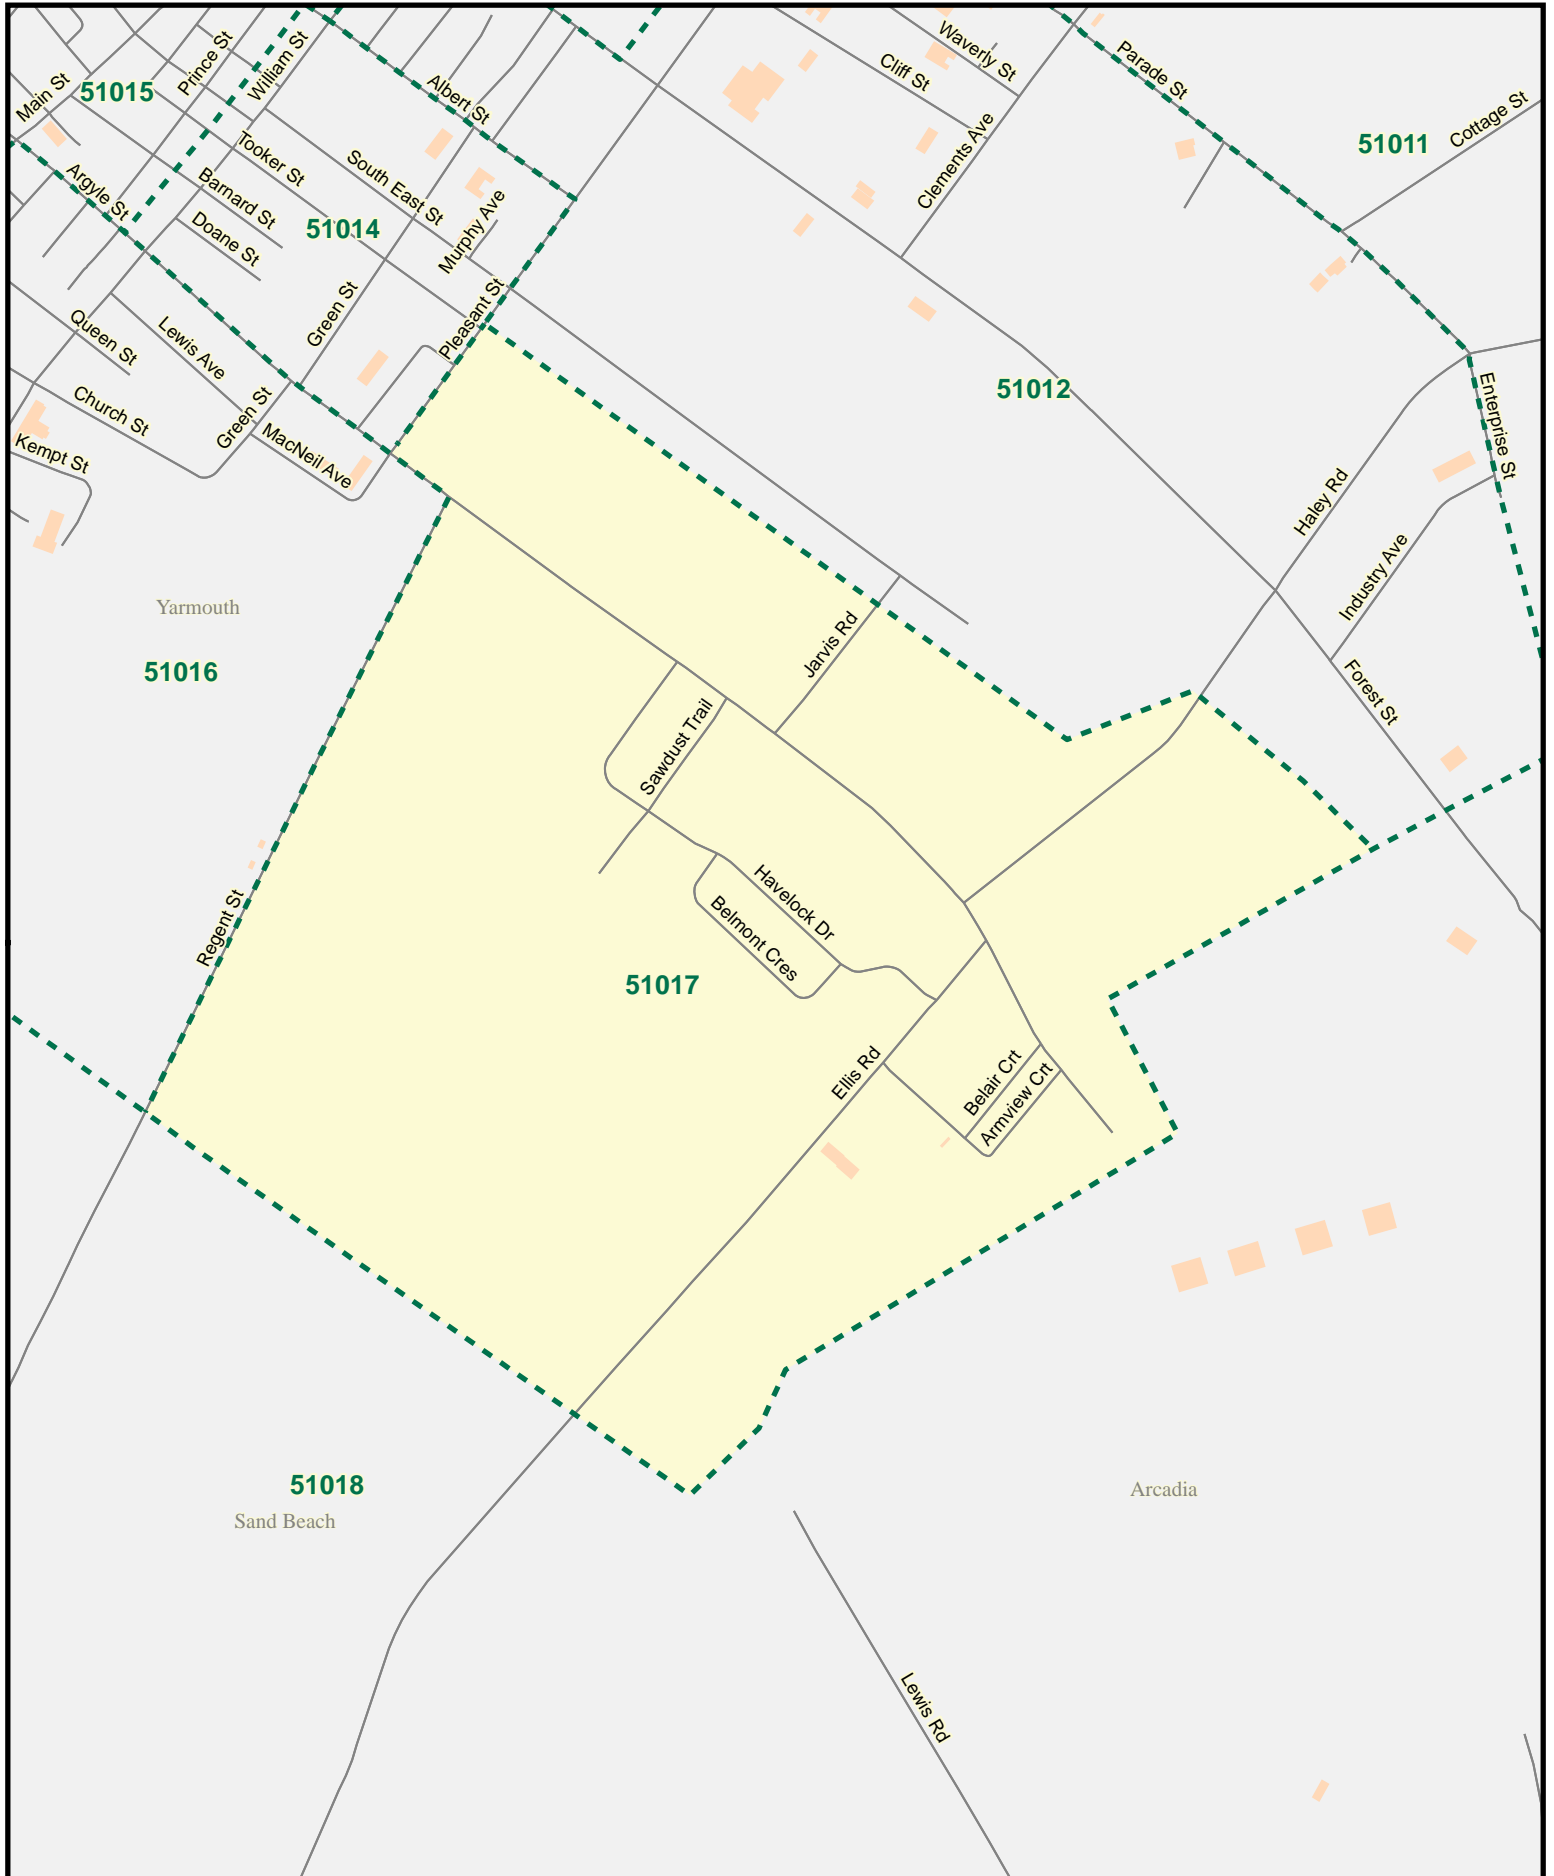 Waverly St
Parade St
Prince St
William St
Cliff St
Main St
51015
Albert St
Cottage St
51011
Clements Ave
Tooker St
South East St
Argyle St
Barnard St
51014
Murphy Ave
Doane St
Green St
Pleasant St
Queen St
Lewis Ave
51012
Church St
Green St
Enterprise St
MacNeil Ave
Kempt St
Haley Rd
Industry Ave
Yarmouth
Jarvis Rd
51016
Forest St
Sawdust Trail
Havelock Dr
Regent St
Belmont Cres
51017
Ellis Rd
Belair Crt
Armview Crt
51018
Arcadia
Sand Beach
Lewis Rd